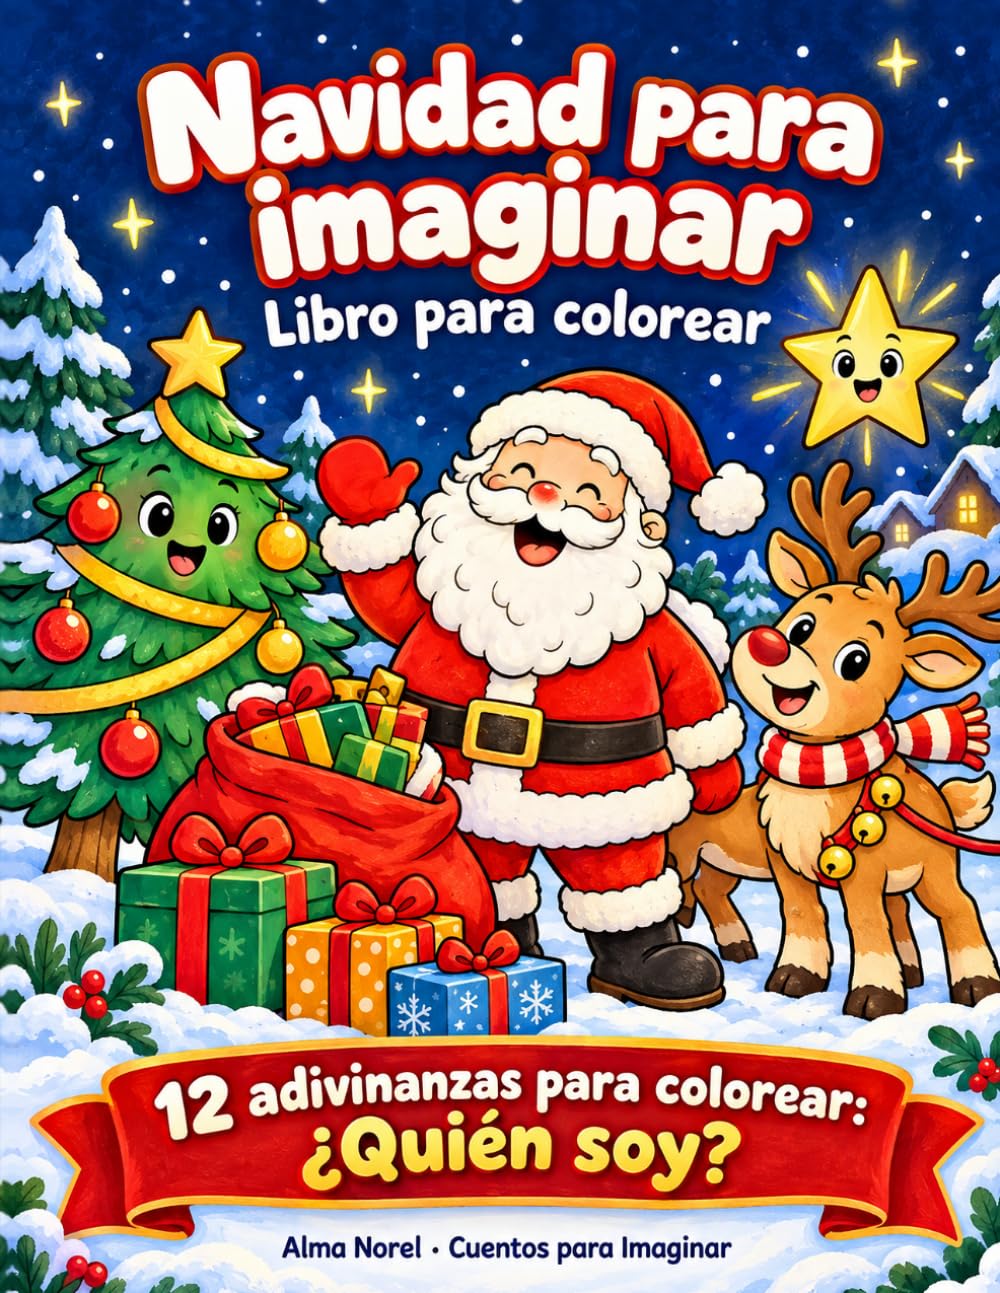 Navidad para
imaginar
Libro para colorear
12 adivinanzas para colorear:
¿Quién soy?
Alma Norel · Cuentos para Imaginar